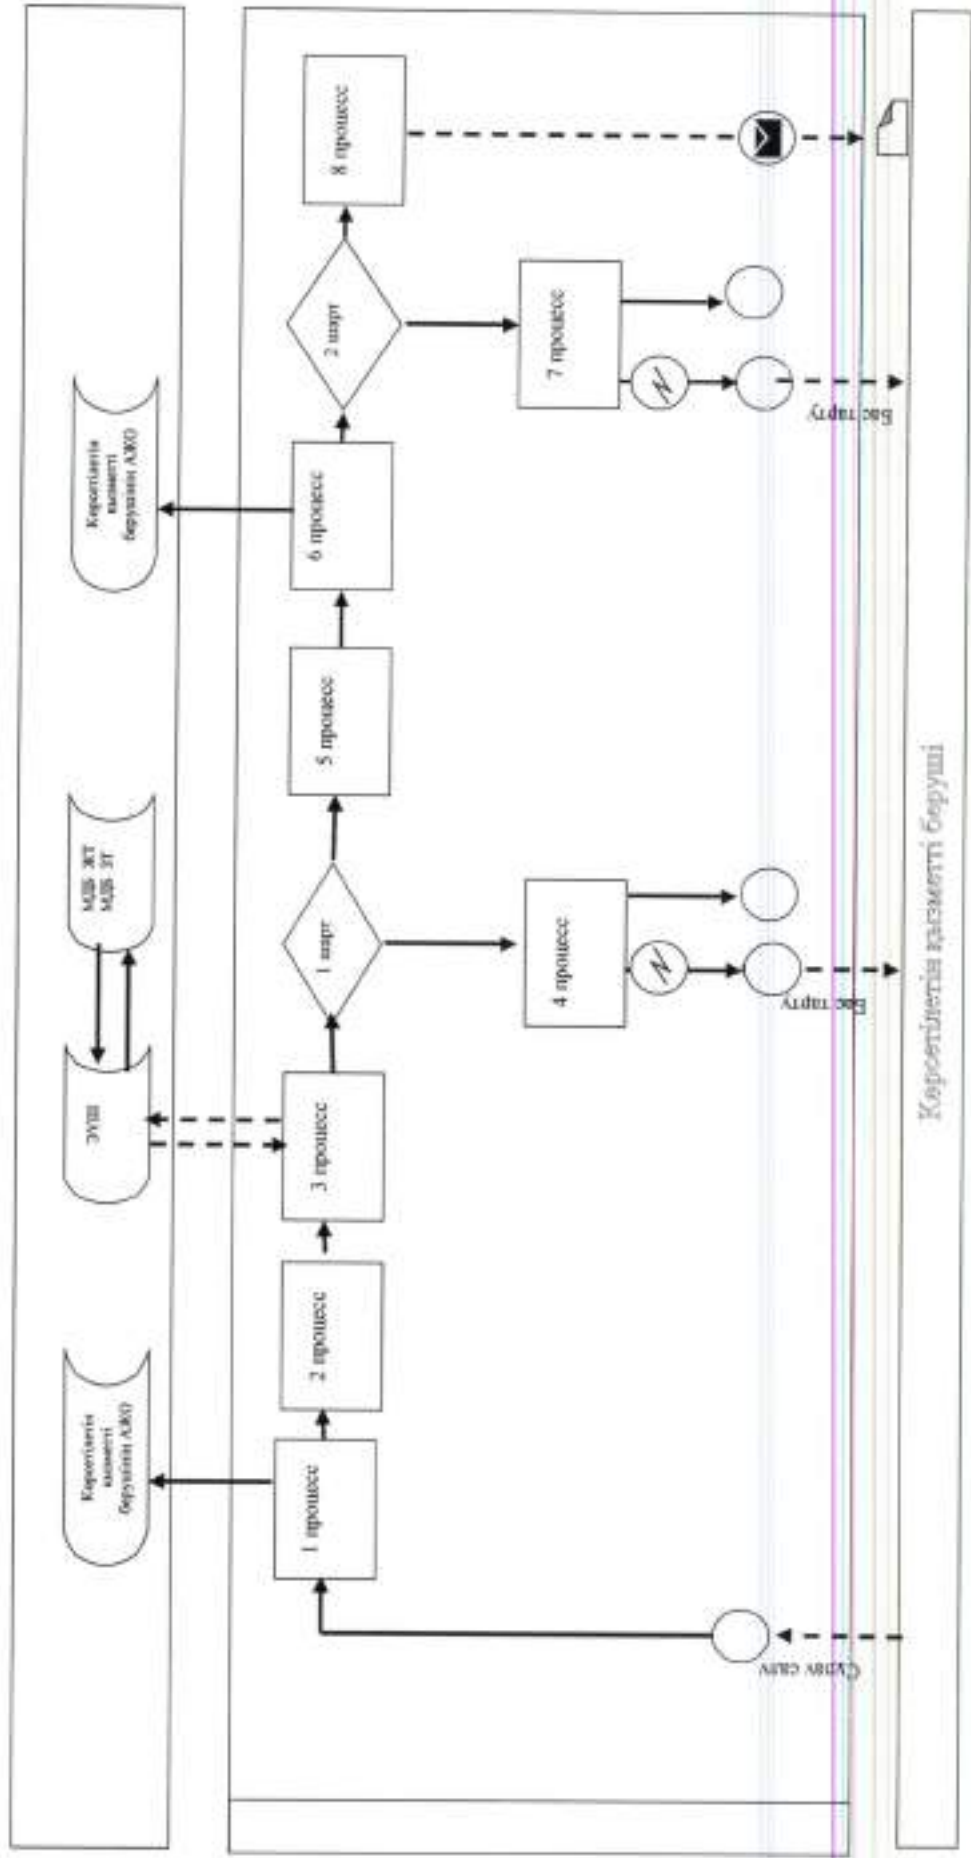 Көрсетілетін
қызметті
берушінің АЖО
ЭҮШ
МДБ ЖТ
МДБ ЗТ
Көрсетілетін
қызметті
берушінің АЖО
1 процесс
2 процесс
3 процесс
1 шарт
5 процесс
6 процесс
2 шарт
8 процесс
4 процесс
7 процесс
Сұрау салу
Бас тарту
Бас тарту
Көрсетілетін қызметті беруші